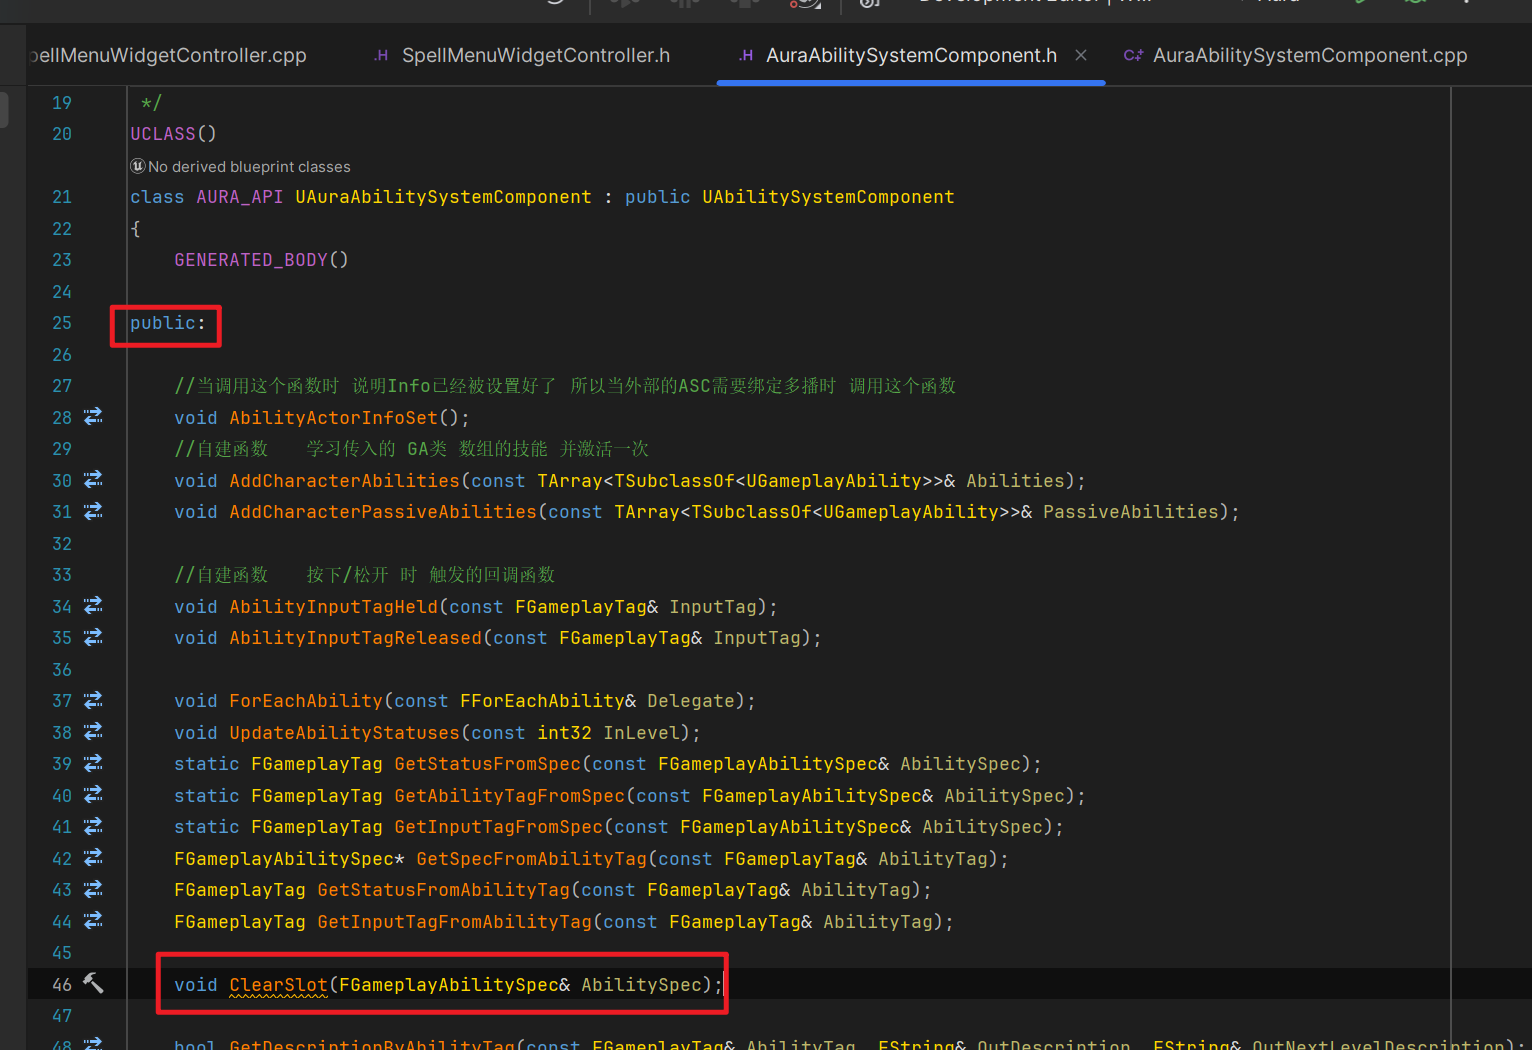 pellMenuWidgetController.cpp .H SpellMenuWidgetController.h .H AuraAbilitySystemComponent.h × C++ AuraAbilitySystemComponent.cpp
19 */
20 UCLASS()
No derived blueprint classes
21 class AURA_API UAuraAbilitySystemComponent : public UAbilitySystemComponent
22 {
23 GENERATED_BODY()
24
25 public:
26
27 //当调用这个函数时 说明Info已经被设置好了 所以当外部的ASC需要绑定多播时 调用这个函数
28 void AbilityActorInfoSet();
29 //自建函数 学习传入的 GA类 数组的技能 并激活一次
30 void AddCharacterAbilities(const TArray<TSubclassOf<UGameplayAbility>>& Abilities);
31 void AddCharacterPassiveAbilities(const TArray<TSubclassOf<UGameplayAbility>>& PassiveAbilities);
32
33 //自建函数 按下/松开 时 触发的回调函数
34 void AbilityInputTagHeld(const FGameplayTag& InputTag);
35 void AbilityInputTagReleased(const FGameplayTag& InputTag);
36
37 void ForEachAbility(const FForEachAbility& Delegate);
38 void UpdateAbilityStatuses(const int32 InLevel);
39 static FGameplayTag GetStatusFromSpec(const FGameplayAbilitySpec& AbilitySpec);
40 static FGameplayTag GetAbilityTagFromSpec(const FGameplayAbilitySpec& AbilitySpec);
41 static FGameplayTag GetInputTagFromSpec(const FGameplayAbilitySpec& AbilitySpec);
42 FGameplayAbilitySpec* GetSpecFromAbilityTag(const FGameplayTag& AbilityTag);
43 FGameplayTag GetStatusFromAbilityTag(const FGameplayTag& AbilityTag);
44 FGameplayTag GetInputTagFromAbilityTag(const FGameplayTag& AbilityTag);
45
46 void ClearSlot(FGameplayAbilitySpec& AbilitySpec);
47
48 bool GetDescriptionByAbilityTag(const FGameplayTag& AbilityTag, FString& OutDescription, FString& OutNextLevelDescription);